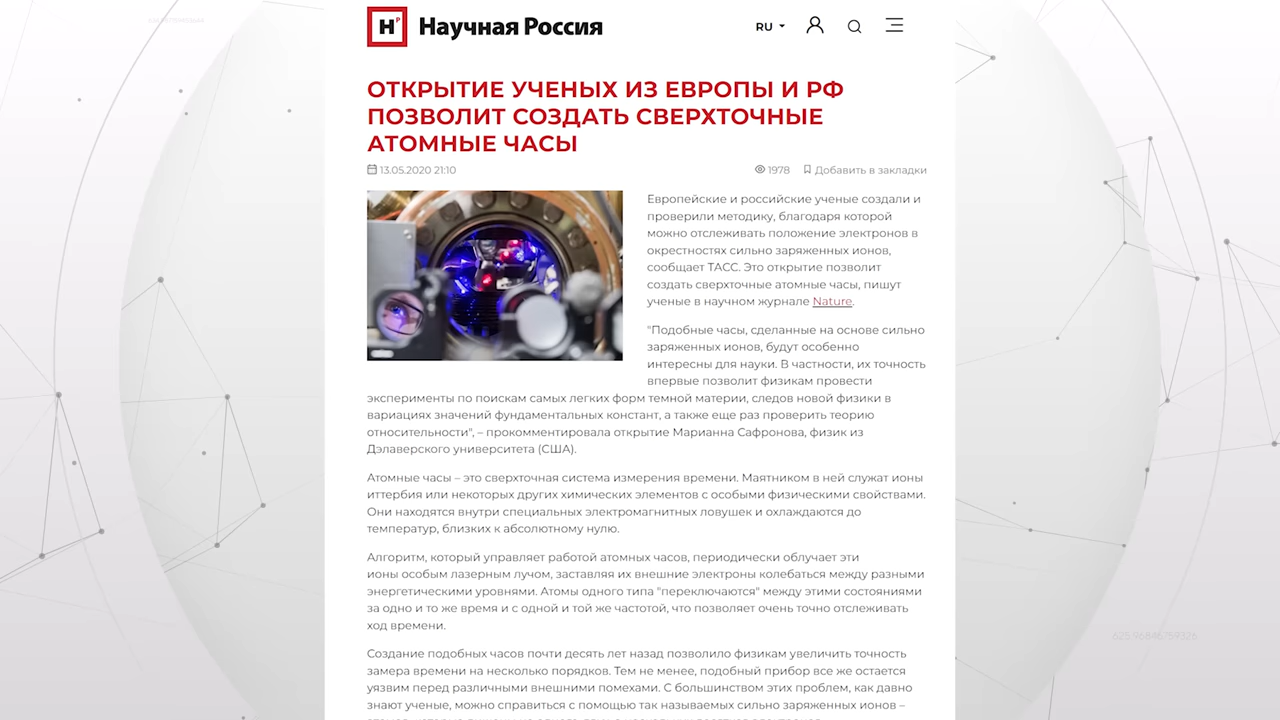 Н Р Научная Россия
RU
ОТКРЫТИЕ УЧЕНЫХ ИЗ ЕВРОПЫ И РФ
ПОЗВОЛИТ СОЗДАТЬ СВЕРХТОЧНЫЕ
АТОМНЫЕ ЧАСЫ
13.05.2020 21:10
1978 Добавить в закладки
Европейские и российские ученые создали и
проверили методику, благодаря которой
можно отслеживать положение электронов в
окрестностях сильно заряженных ионов,
сообщает ТАСС. Это открытие позволит
создать сверхточные атомные часы, пишут
ученые в научном журнале Nature.
"Подобные часы, сделанные на основе сильно
заряженных ионов, будут особенно
интересны для науки. В частности, их точность
впервые позволит физикам провести
эксперименты по поискам самых легких форм темной материи, следов новой физики в
вариациях значений фундаментальных констант, а также еще раз проверить теорию
относительности", – прокомментировала открытие Марианна Сафронова, физик из
Дэлаверского университета (США).
Атомные часы – это сверхточная система измерения времени. Маятником в ней служат ионы
иттербия или некоторых других химических элементов с особыми физическими свойствами.
Они находятся внутри специальных электромагнитных ловушек и охлаждаются до
температур, близких к абсолютному нулю.
Алгоритм, который управляет работой атомных часов, периодически облучает эти
ионы особым лазерным лучом, заставляя их внешние электроны колебаться между разными
энергетическими уровнями. Атомы одного типа "переключаются" между этими состояниями
за одно и то же время и с одной и той же частотой, что позволяет очень точно отслеживать
ход времени.
Создание подобных часов почти десять лет назад позволило физикам увеличить точность
замера времени на несколько порядков. Тем не менее, подобный прибор все же остается
уязвим перед различными внешними помехами. С большинством этих проблем, как давно
знают ученые, можно справиться с помощью так называемых сильно заряженных ионов –
625.96846759326